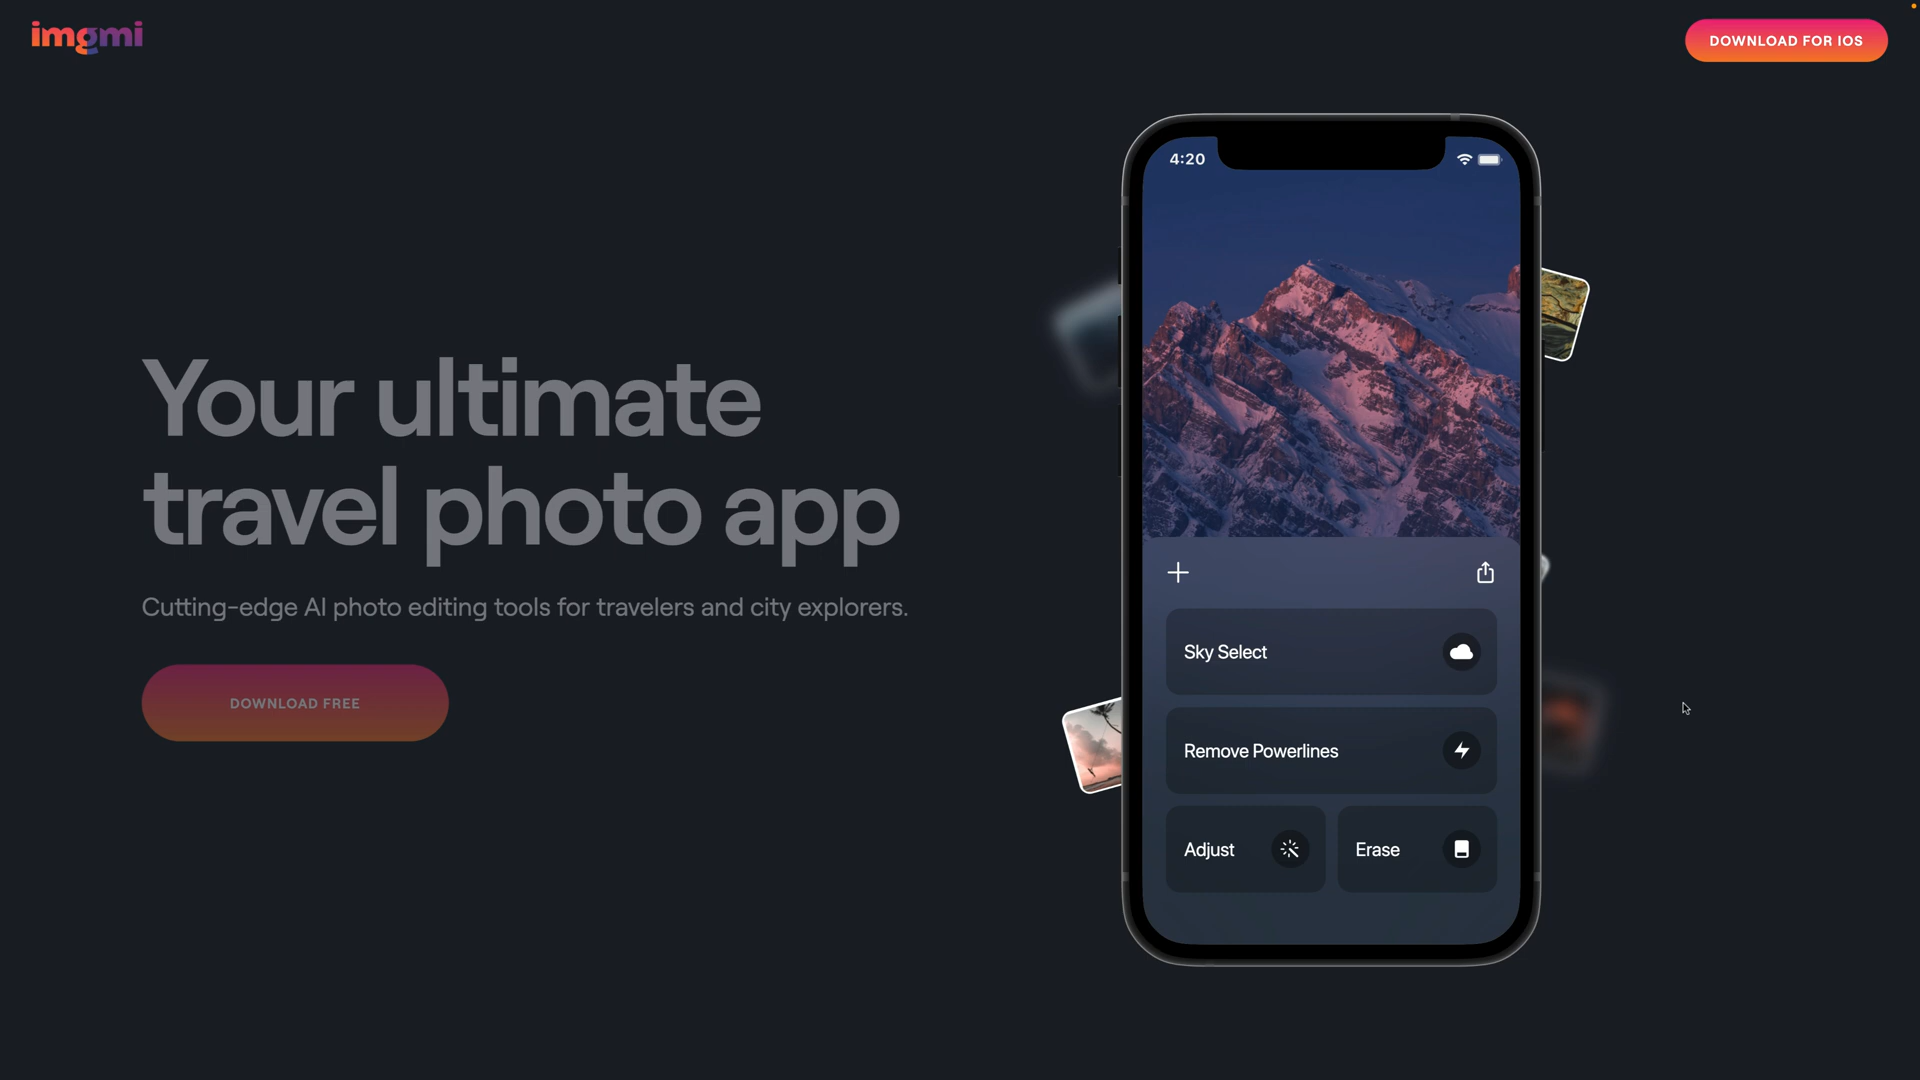 imgmi
DOWNLOAD FOR IOS
4:20
Your ultimate
travel photo app
Cutting-edge AI photo editing tools for travelers and city explorers.
DOWNLOAD FREE
Sky Select
Remove Powerlines
Adjust
Erase